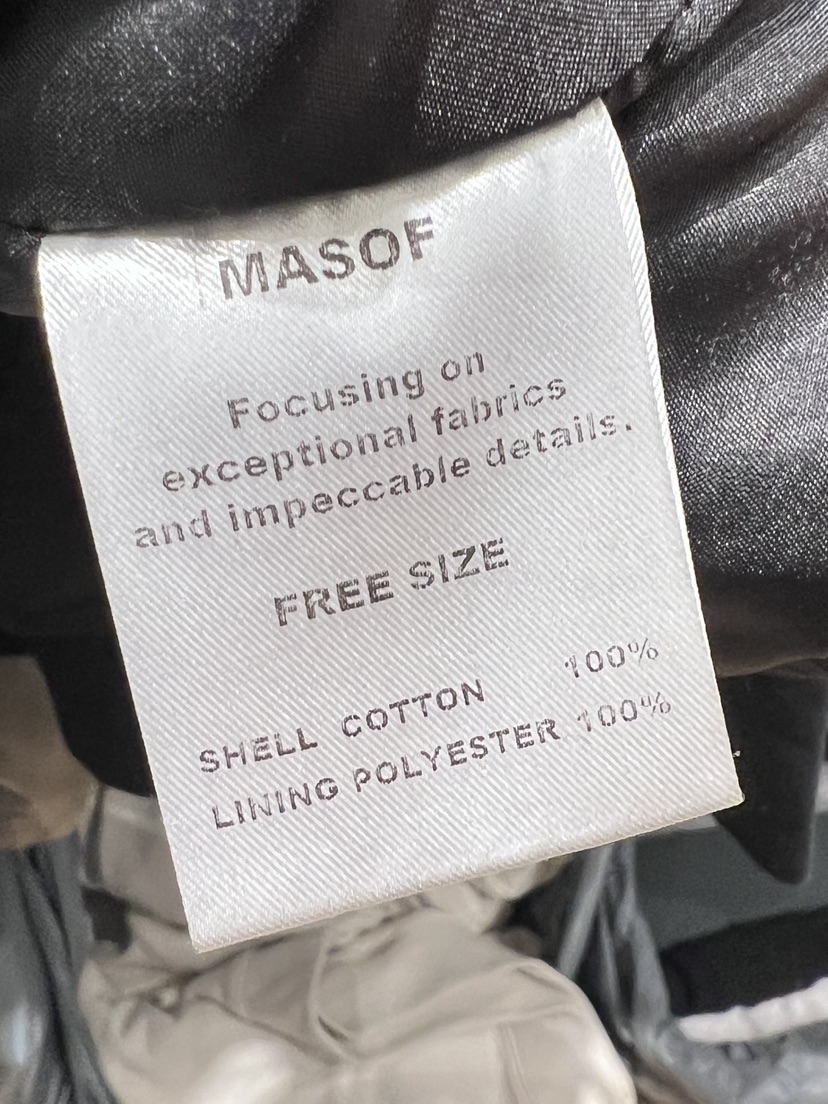 MASOF
Focusing on
exceptional fabrics
and impeccable details.
FREE SIZE
SHELL COTTON 100%
LINING POLYESTER 100%